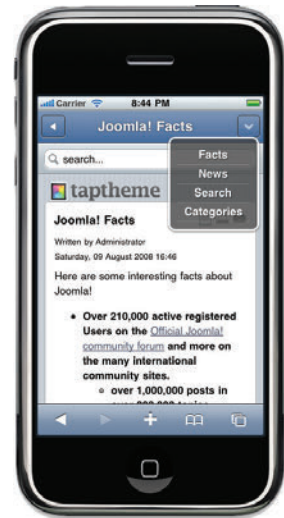 Carrier 8:44 PM
Joomla! Facts
search...
Facts
News
Search
Categories
taptheme
Joomla! Facts
Written by Administrator
Saturday, 09 August 2008 16:46
Here are some interesting facts about
Joomla!
• Over 210,000 active registered
Users on the Official Joomla!
community forum and more on
the many international
community sites.
over 1,000,000 posts in